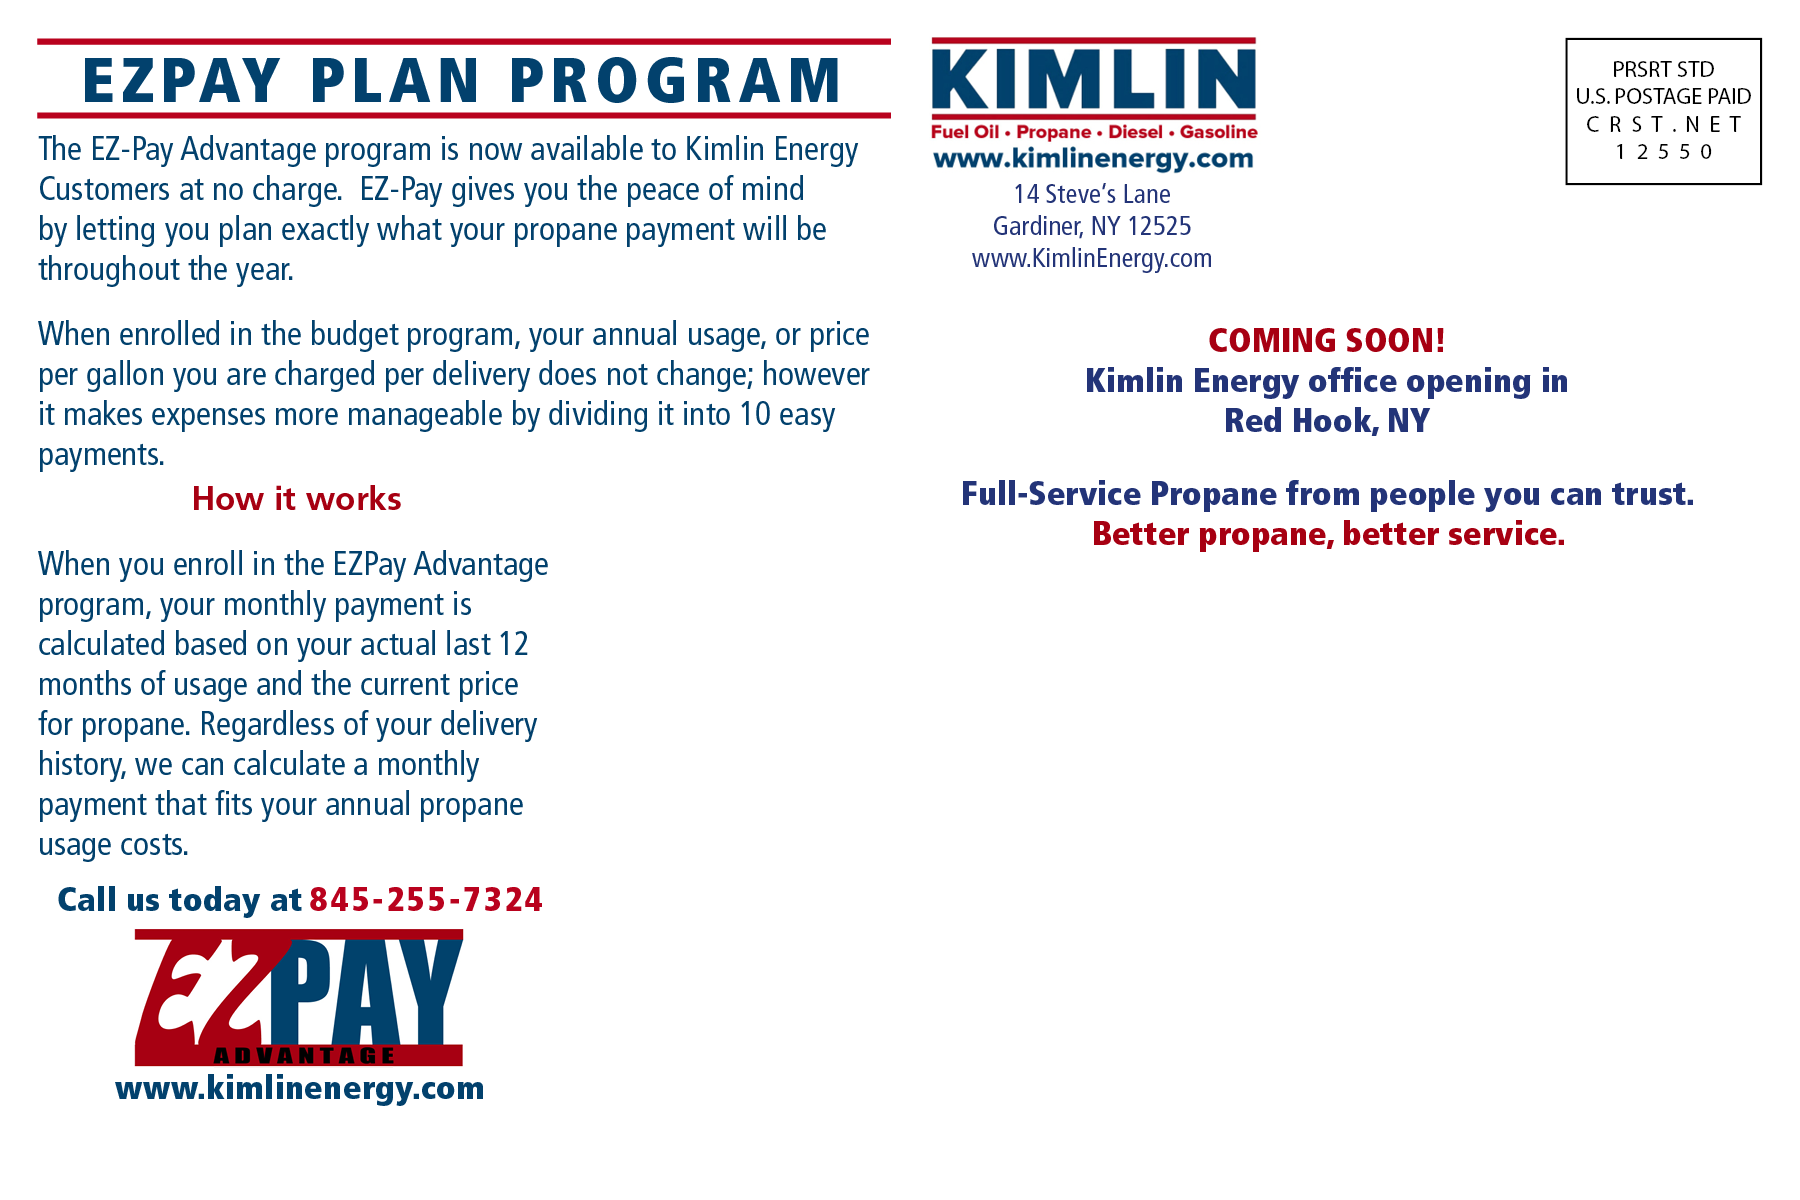 EZPAY PLAN PROGRAM
The EZ-Pay Advantage program is now available to Kimlin Energy
Customers at no charge.  EZ-Pay gives you the peace of mind
by letting you plan exactly what your propane payment will be
throughout the year.
When enrolled in the budget program, your annual usage, or price
per gallon you are charged per delivery does not change; however
it makes expenses more manageable by dividing it into 10 easy
payments.
How it works
When you enroll in the EZPay Advantage
program, your monthly payment is
calculated based on your actual last 12
months of usage and the current price
for propane. Regardless of your delivery
history, we can calculate a monthly
payment that fits your annual propane
usage costs.
Call us today at 845-255-7324
EZPAY
ADVANTAGE
www.kimlinenergy.com
KIMLIN
Fuel Oil • Propane • Diesel • Gasoline
www.kimlinenergy.com
14 Steve's Lane
Gardiner, NY 12525
www.KimlinEnergy.com
PRSRT STD
U.S. POSTAGE PAID
CRST.NET
12550
COMING SOON!
Kimlin Energy office opening in
Red Hook, NY
Full-Service Propane from people you can trust.
Better propane, better service.